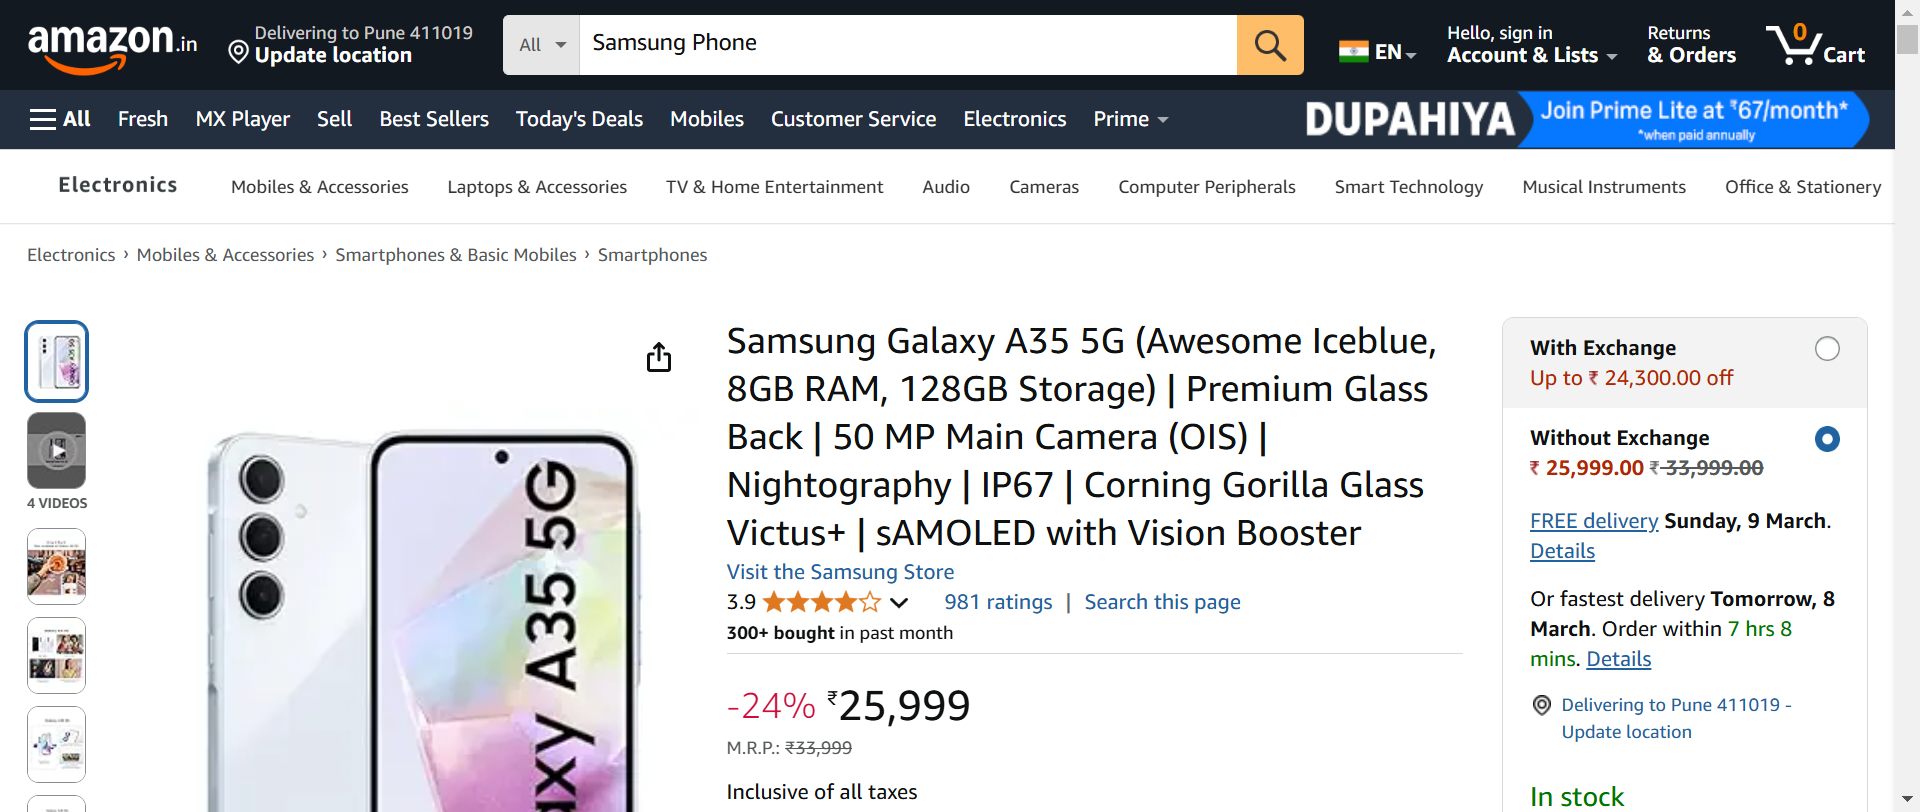 amazon.in
Delivering to Pune 411019
Update location
All
Samsung Phone
EN
Hello, sign in
Account & Lists
Returns
& Orders
0
Cart
All
Fresh
MX Player
Sell
Best Sellers
Today's Deals
Mobiles
Customer Service
Electronics
Prime
DUPAHIYA
Join Prime Lite at ₹67/month*
*when paid annually
Electronics
Mobiles & Accessories
Laptops & Accessories
TV & Home Entertainment
Audio
Cameras
Computer Peripherals
Smart Technology
Musical Instruments
Office & Stationery
Electronics › Mobiles & Accessories › Smartphones & Basic Mobiles › Smartphones
4 VIDEOS
axy A35 5G
Samsung Galaxy A35 5G (Awesome Iceblue,
8GB RAM, 128GB Storage) | Premium Glass
Back | 50 MP Main Camera (OIS) |
Nightography | IP67 | Corning Gorilla Glass
Victus+ | sAMOLED with Vision Booster
Visit the Samsung Store
3.9
981 ratings | Search this page
300+ bought in past month
-24% ₹25,999
M.R.P.: ₹33,999
Inclusive of all taxes
With Exchange
Up to ₹ 24,300.00 off
Without Exchange
₹ 25,999.00 ₹ 33,999.00
FREE delivery Sunday, 9 March.
Details
Or fastest delivery Tomorrow, 8
March. Order within 7 hrs 8
mins. Details
Delivering to Pune 411019 -
Update location
In stock